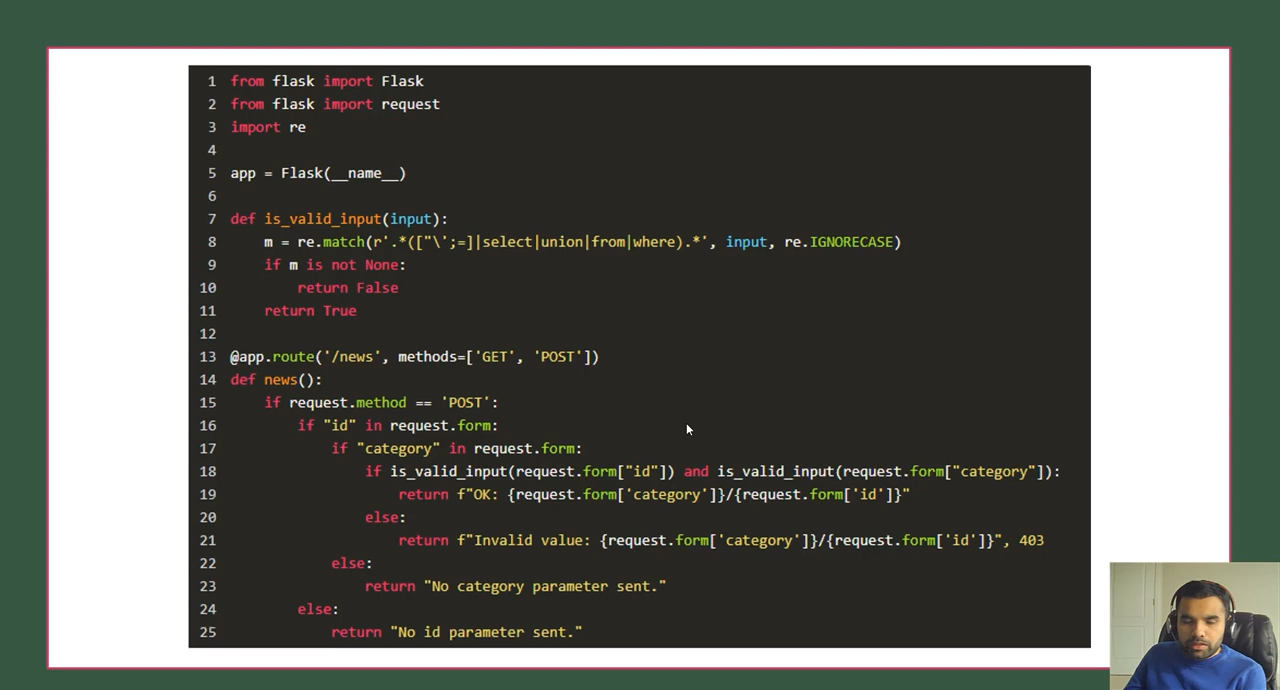 1 from flask import Flask
2 from flask import request
3 import re
4
5 app = Flask(__name__)
6
7 def is_valid_input(input):
8     m = re.match(r'.*(["\';=]|select|union|from|where).*', input, re.IGNORECASE)
9     if m is not None:
10         return False
11     return True
12
13 @app.route('/news', methods=['GET', 'POST'])
14 def news():
15     if request.method == 'POST':
16         if "id" in request.form:
17             if "category" in request.form:
18                 if is_valid_input(request.form["id"]) and is_valid_input(request.form["category"]):
19                     return f"OK: {request.form['category']}/{request.form['id']}"
20                 else:
21                     return f"Invalid value: {request.form['category']}/{request.form['id']}", 403
22             else:
23                 return "No category parameter sent."
24         else:
25             return "No id parameter sent."